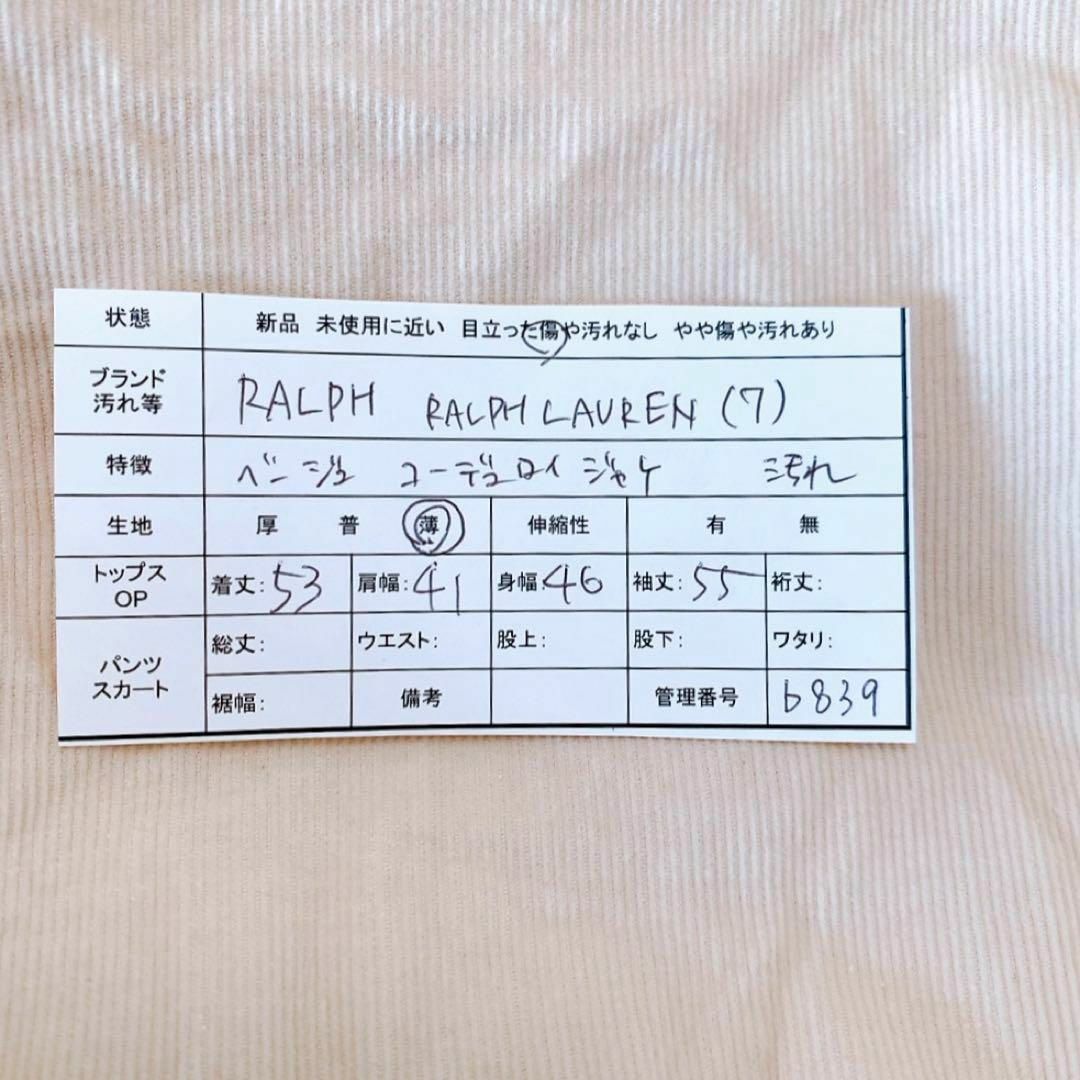 状態 新品 未使用に近い 目立った傷や汚れなし やや傷や汚れあり
ブランド
汚れ等
RALPH RALPH LAUREN (7)
特徴 ベージュ コーデュロイ ジャケ 汚れ
生地 厚 普 薄 伸縮性 有 無
トップス
OP
着丈:53 肩幅:41 身幅:46 袖丈:55 裄丈:
パンツ
スカート
総丈: ウエスト: 股上: 股下: ワタリ:
裾幅: 備考 管理番号 b839